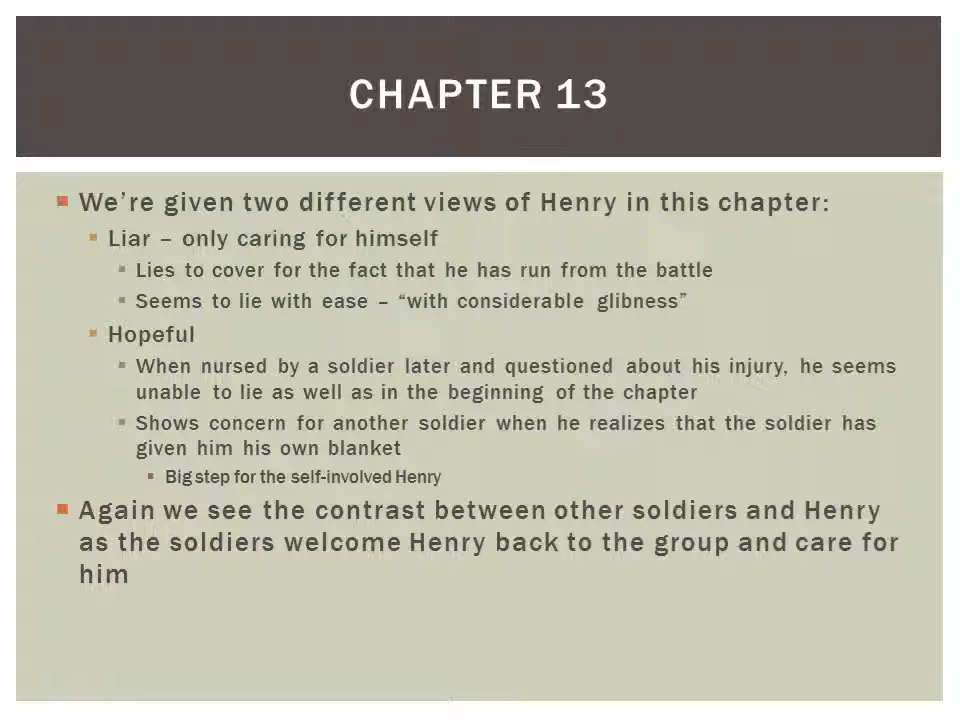 CHAPTER 13
We’re given two different views of Henry in this chapter:
Liar – only caring for himself
Lies to cover for the fact that he has run from the battle
Seems to lie with ease – “with considerable glibness”
Hopeful
When nursed by a soldier later and questioned about his injury, he seems
unable to lie as well as in the beginning of the chapter
Shows concern for another soldier when he realizes that the soldier has
given him his own blanket
Big step for the self-involved Henry
Again we see the contrast between other soldiers and Henry
as the soldiers welcome Henry back to the group and care for
him